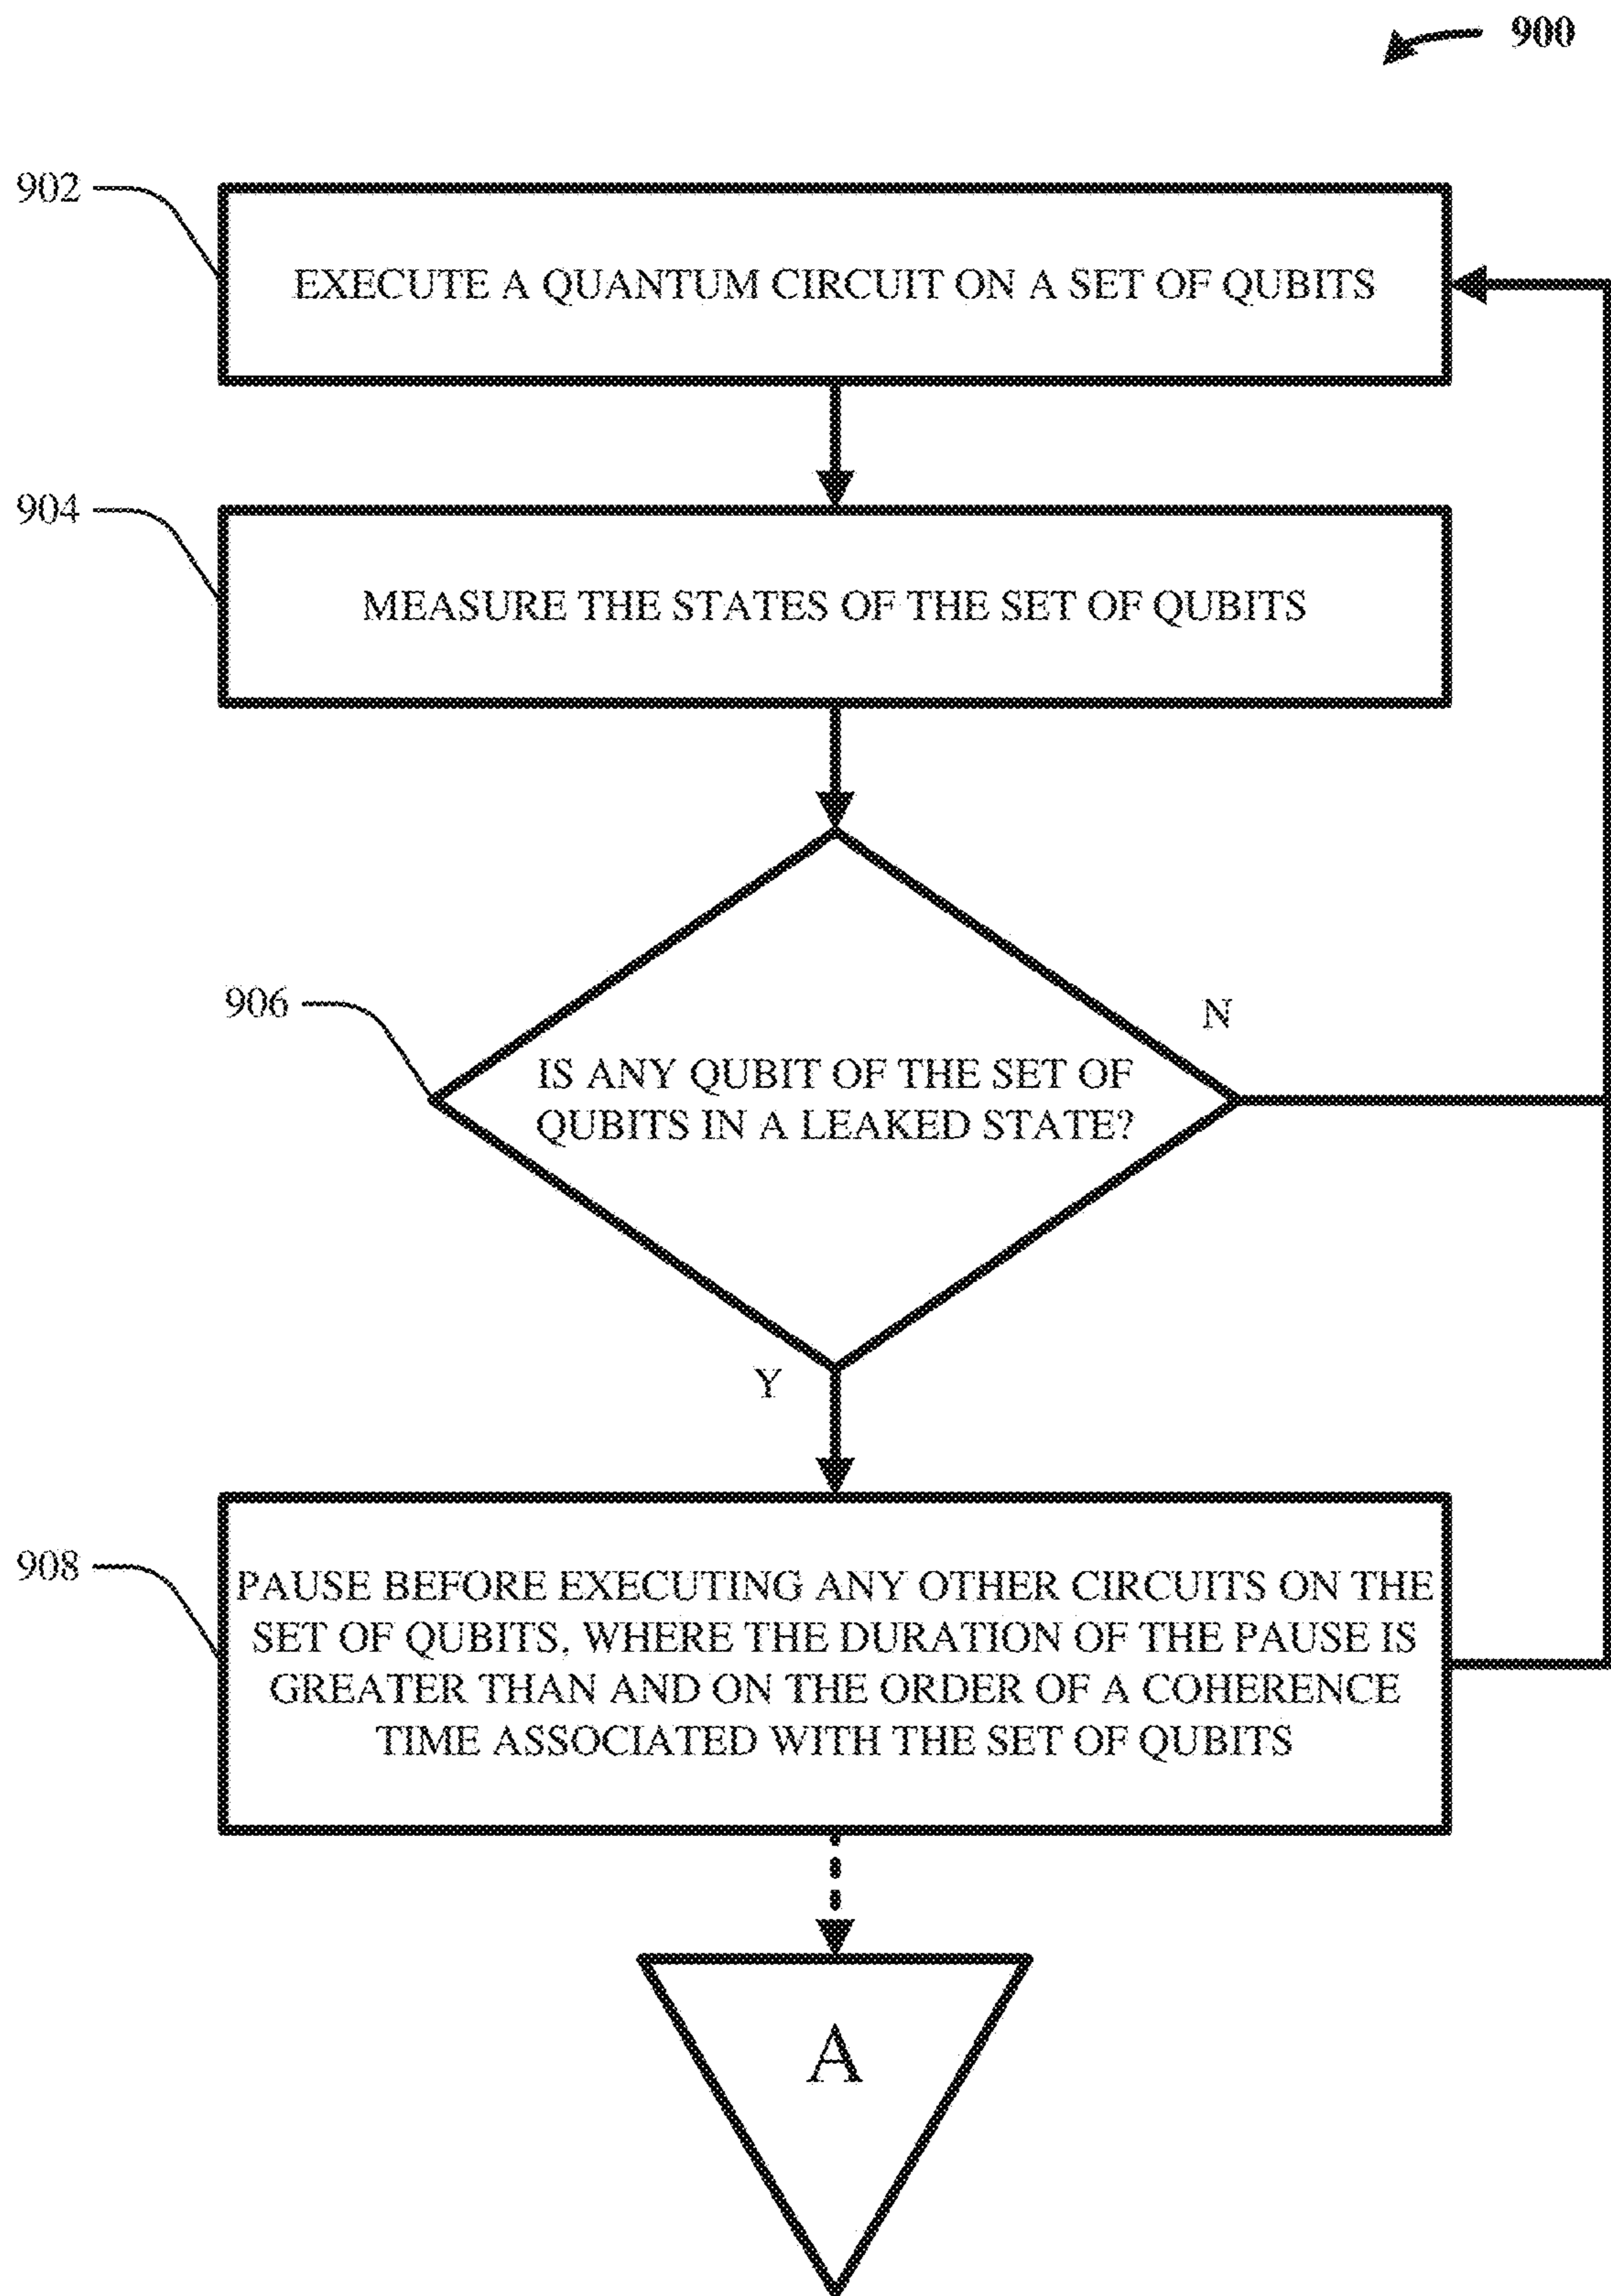 900
902
EXECUTE A QUANTUM CIRCUIT ON A SET OF QUBITS
904
MEASURE THE STATES OF THE SET OF QUBITS
906
N
IS ANY QUBIT OF THE SET OF
QUBITS IN A LEAKED STATE?
Y
908
PAUSE BEFORE EXECUTING ANY OTHER CIRCUITS ON THE
SET OF QUBITS, WHERE THE DURATION OF THE PAUSE IS
GREATER THAN AND ON THE ORDER OF A COHERENCE
TIME ASSOCIATED WITH THE SET OF QUBITS
A